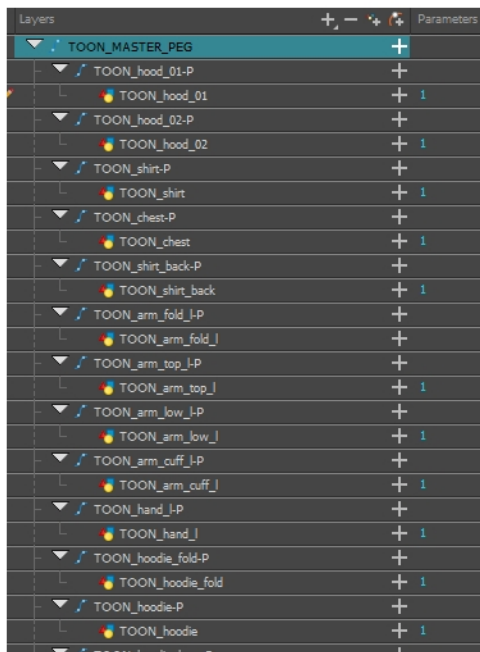 Layers Parameters
TOON_MASTER_PEG
TOON_hood_01-P
TOON_hood_01 1
TOON_hood_02-P
TOON_hood_02 1
TOON_shirt-P
TOON_shirt 1
TOON_chest-P
TOON_chest 1
TOON_shirt_back-P
TOON_shirt_back 1
TOON_arm_fold_l-P
TOON_arm_fold_l
TOON_arm_top_l-P
TOON_arm_top_l 1
TOON_arm_low_l-P
TOON_arm_low_l 1
TOON_arm_cuff_l-P
TOON_arm_cuff_l 1
TOON_hand_l-P
TOON_hand_l 1
TOON_hoodie_fold-P
TOON_hoodie_fold 1
TOON_hoodie-P
TOON_hoodie 1